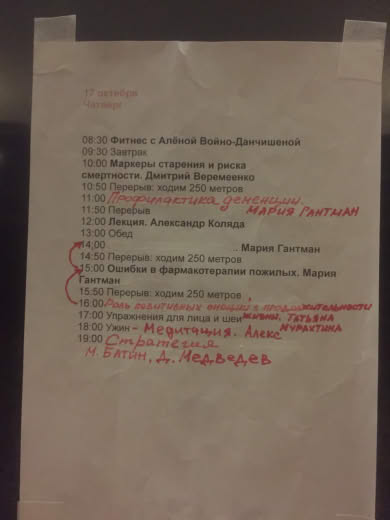 17 октября
Четверг
08:30 Фитнес с Алёной Войно-Данчишеной
09:30 Завтрак
10:00 Маркеры старения и риска
смертности. Дмитрий Веремеенко
10:50 Перерыв: ходим 250 метров
11:00 Профилактика деменции.
11:50 Перерыв МАРИЯ ГАНТМАН
12:00 Лекция. Александр Коляда
13:00 Обед
14,00 . Мария Гантман
14:50 Перерыв: ходим 250 метров
15:00 Ошибки в фармакотерапии пожилых. Мария
Гантман
15:50 Перерыв: ходим 250 метров
16:00 Роль позитивных эмоций в продолжительности
17:00 Упражнения для лица и шеи жизни. ТАТЬЯНА
18:00 Ужин - Медитация. Алекс МУРАХТИНА
19:00 Стратегия
М. БАТИН, Д. МЕДВЕДЕВ